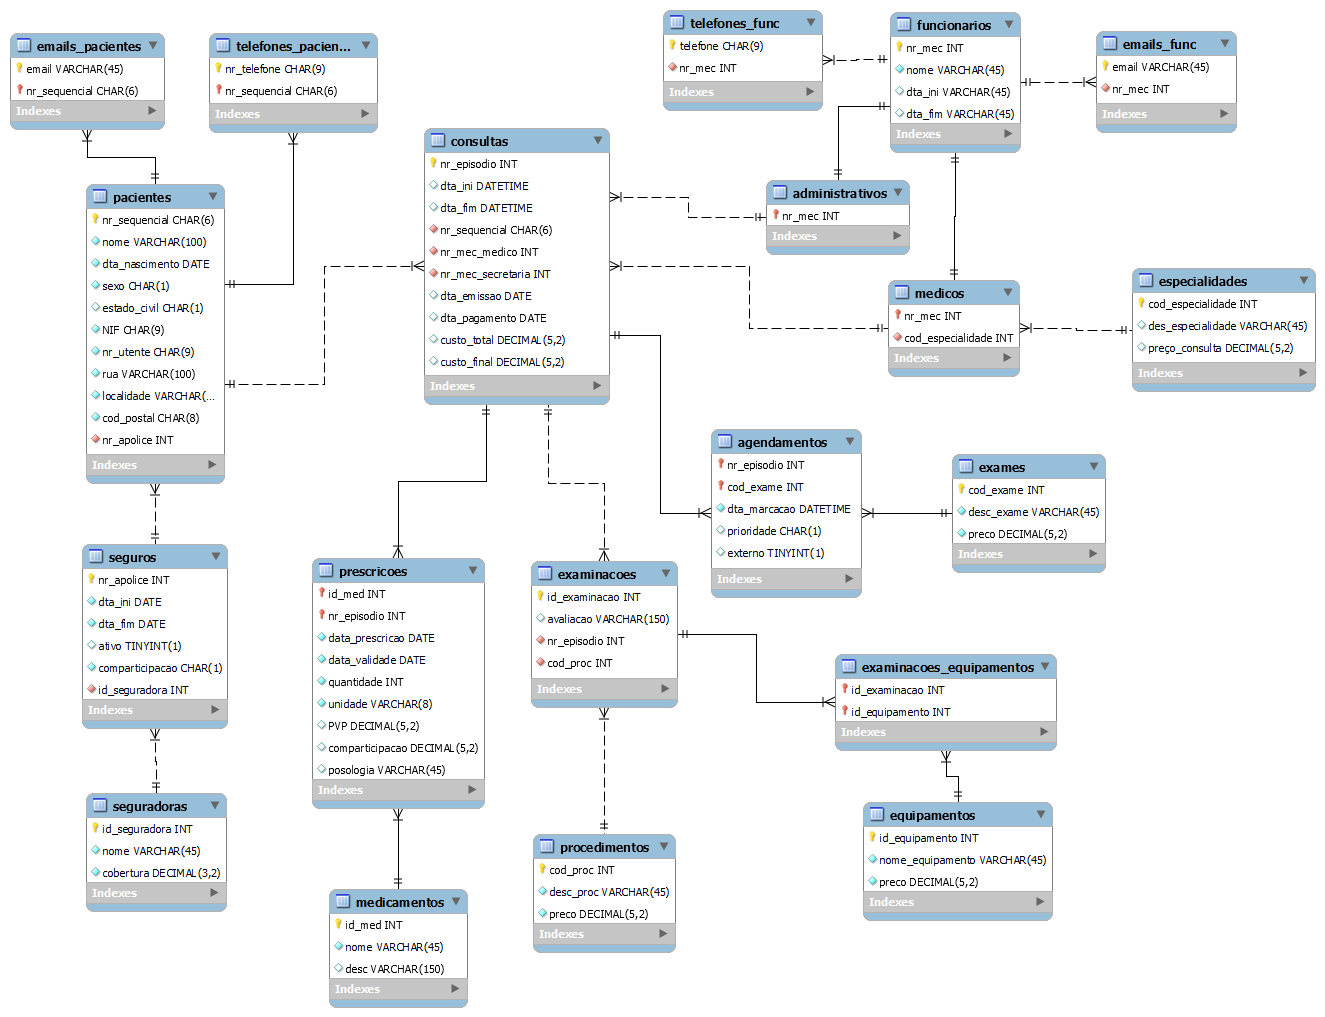 emails_pacientes
email VARCHAR(45)
nr_sequencial CHAR(6)
Indexes
telefones_pacien...
nr_telefone CHAR(9)
nr_sequencial CHAR(6)
Indexes
telefones_func
telefone CHAR(9)
nr_mec INT
Indexes
funcionarios
nr_mec INT
nome VARCHAR(45)
dta_ini VARCHAR(45)
dta_fim VARCHAR(45)
Indexes
emails_func
email VARCHAR(45)
nr_mec INT
Indexes
pacientes
nr_sequencial CHAR(6)
nome VARCHAR(100)
dta_nascimento DATE
sexo CHAR(1)
estado_civil CHAR(1)
NIF CHAR(9)
nr_utente CHAR(9)
rua VARCHAR(100)
localidade VARCHAR(...
cod_postal CHAR(8)
nr_apolice INT
Indexes
consultas
nr_episodio INT
dta_ini DATETIME
dta_fim DATETIME
nr_sequencial CHAR(6)
nr_mec_medico INT
nr_mec_secretaria INT
dta_emissao DATE
dta_pagamento DATE
custo_total DECIMAL(5,2)
custo_final DECIMAL(5,2)
Indexes
administrativos
nr_mec INT
Indexes
medicos
nr_mec INT
cod_especialidade INT
Indexes
especialidades
cod_especialidade INT
des_especialidade VARCHAR(45)
preço_consulta DECIMAL(5,2)
Indexes
agendamentos
nr_episodio INT
cod_exame INT
dta_marcacao DATETIME
prioridade CHAR(1)
externo TINYINT(1)
Indexes
exames
cod_exame INT
desc_exame VARCHAR(45)
preco DECIMAL(5,2)
Indexes
seguros
nr_apolice INT
dta_ini DATE
dta_fim DATE
ativo TINYINT(1)
comparticipacao CHAR(1)
id_seguradora INT
Indexes
prescricoes
id_med INT
nr_episodio INT
data_prescricao DATE
data_validade DATE
quantidade INT
unidade VARCHAR(8)
PVP DECIMAL(5,2)
comparticipacao DECIMAL(5,2)
posologia VARCHAR(45)
Indexes
examinacoes
id_examinacao INT
avaliacao VARCHAR(150)
nr_episodio INT
cod_proc INT
Indexes
examinacoes_equipamentos
id_examinacao INT
id_equipamento INT
Indexes
seguradoras
id_seguradora INT
nome VARCHAR(45)
cobertura DECIMAL(3,2)
Indexes
medicamentos
id_med INT
nome VARCHAR(45)
desc VARCHAR(150)
Indexes
procedimentos
cod_proc INT
desc_proc VARCHAR(45)
preco DECIMAL(5,2)
Indexes
equipamentos
id_equipamento INT
nome_equipamento VARCHAR(45)
preco DECIMAL(5,2)
Indexes